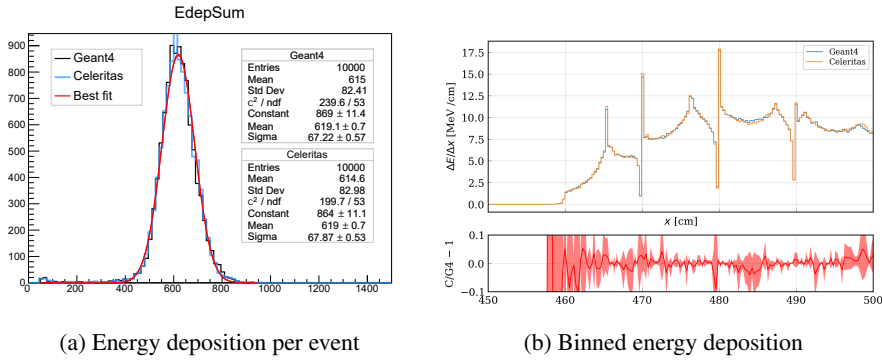 EdepSum
900
800
700
600
500
400
300
200
100
0
0 200 400 600 800 1000 1200 1400
Geant4
Celeritas
Best fit
Geant4
Entries 10000
Mean 615
Std Dev 82.41
c² / ndf 239.6 / 53
Constant 869 ± 11.4
Mean 619.1 ± 0.7
Sigma 67.22 ± 0.57
Celeritas
Entries 10000
Mean 614.6
Std Dev 82.98
c² / ndf 199.7 / 53
Constant 864 ± 11.1
Mean 619 ± 0.7
Sigma 67.87 ± 0.53
(a) Energy deposition per event
ΔE/Δx [MeV /cm]
17.5
15.0
12.5
10.0
7.5
5.0
2.5
0.0
Geant4
Celeritas
x [cm]
C/G4 − 1
0.1
0.0
−0.1
450 460 470 480 490 500
(b) Binned energy deposition